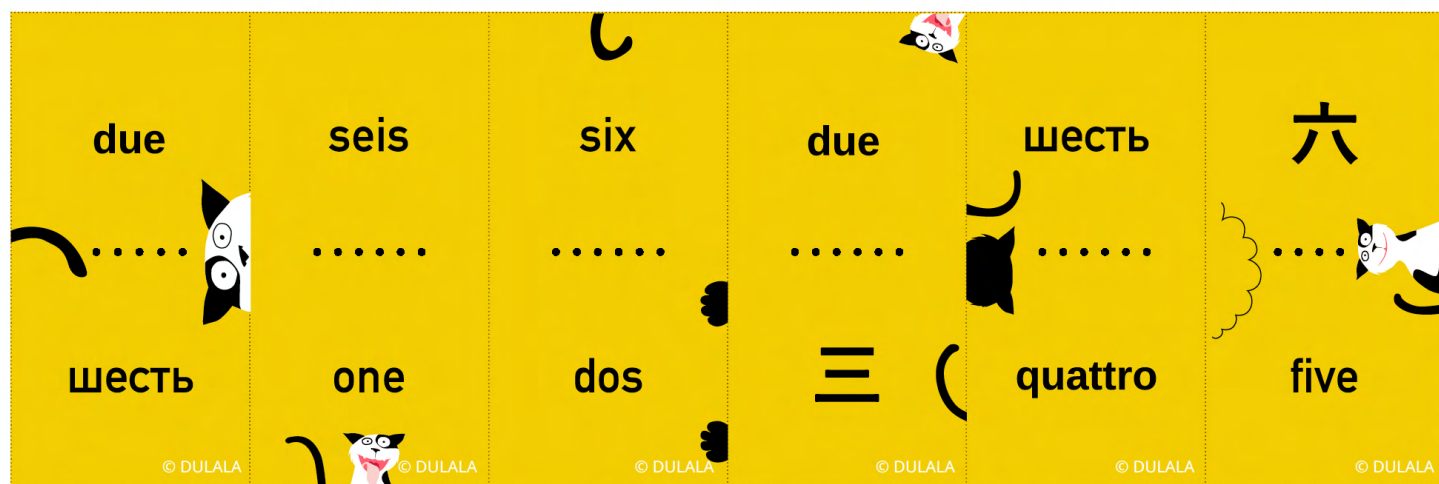 due
шесть
© DULALA
seis
one
© DULALA
six
dos
© DULALA
due
三
© DULALA
шесть
quattro
© DULALA
六
five
© DULALA